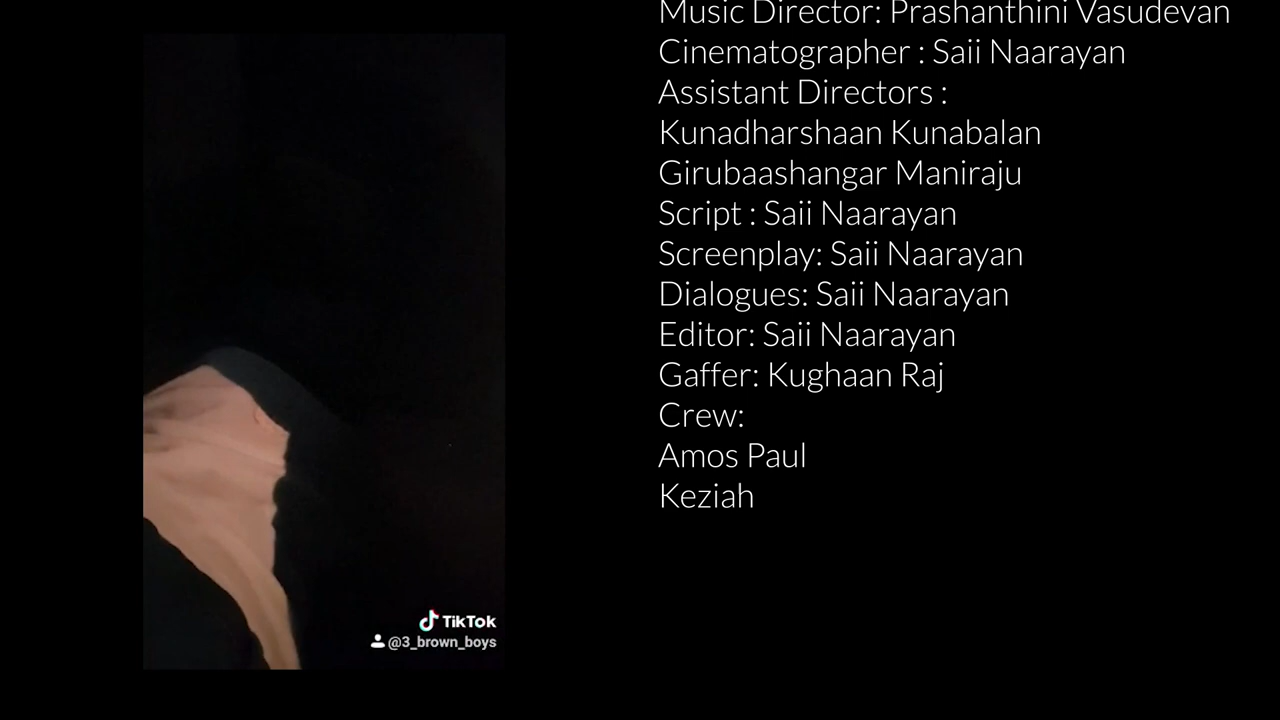 Music Director: Prashanthini Vasudevan
Cinematographer : Saii Naarayan
Assistant Directors :
Kunadharshaan Kunabalan
Girubaashangar Maniraju
Script : Saii Naarayan
Screenplay: Saii Naarayan
Dialogues: Saii Naarayan
Editor: Saii Naarayan
Gaffer: Kughaan Raj
Crew:
Amos Paul
Keziah
TikTok
@3_brown_boys